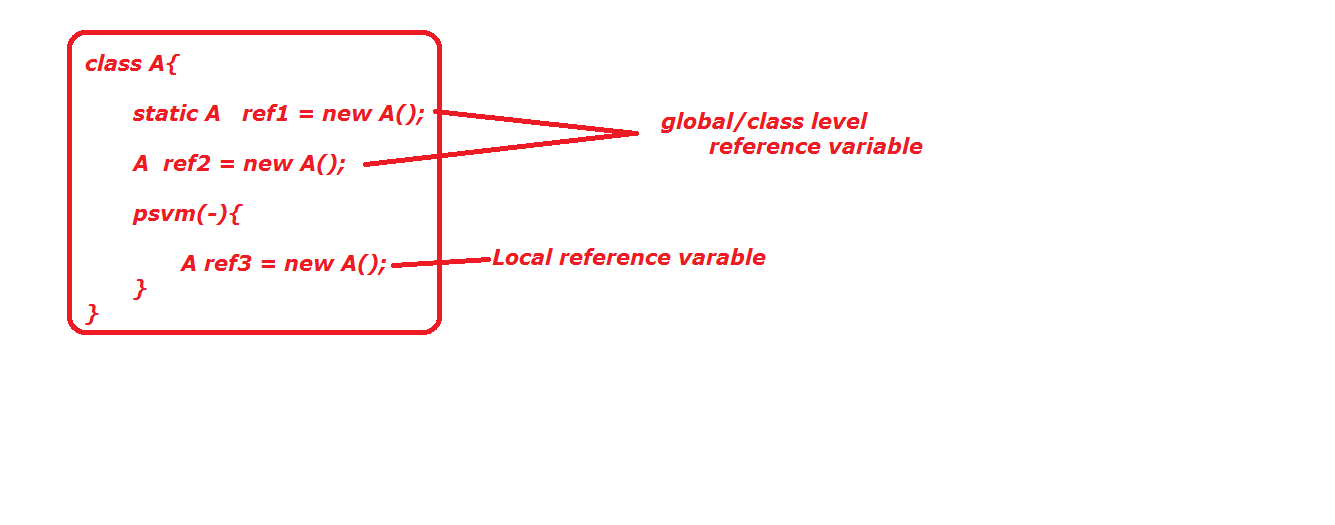 class A{
static A ref1 = new A();
A ref2 = new A();
psvm(-){
A ref3 = new A();
}
}
global/class level
reference variable
Local reference varable